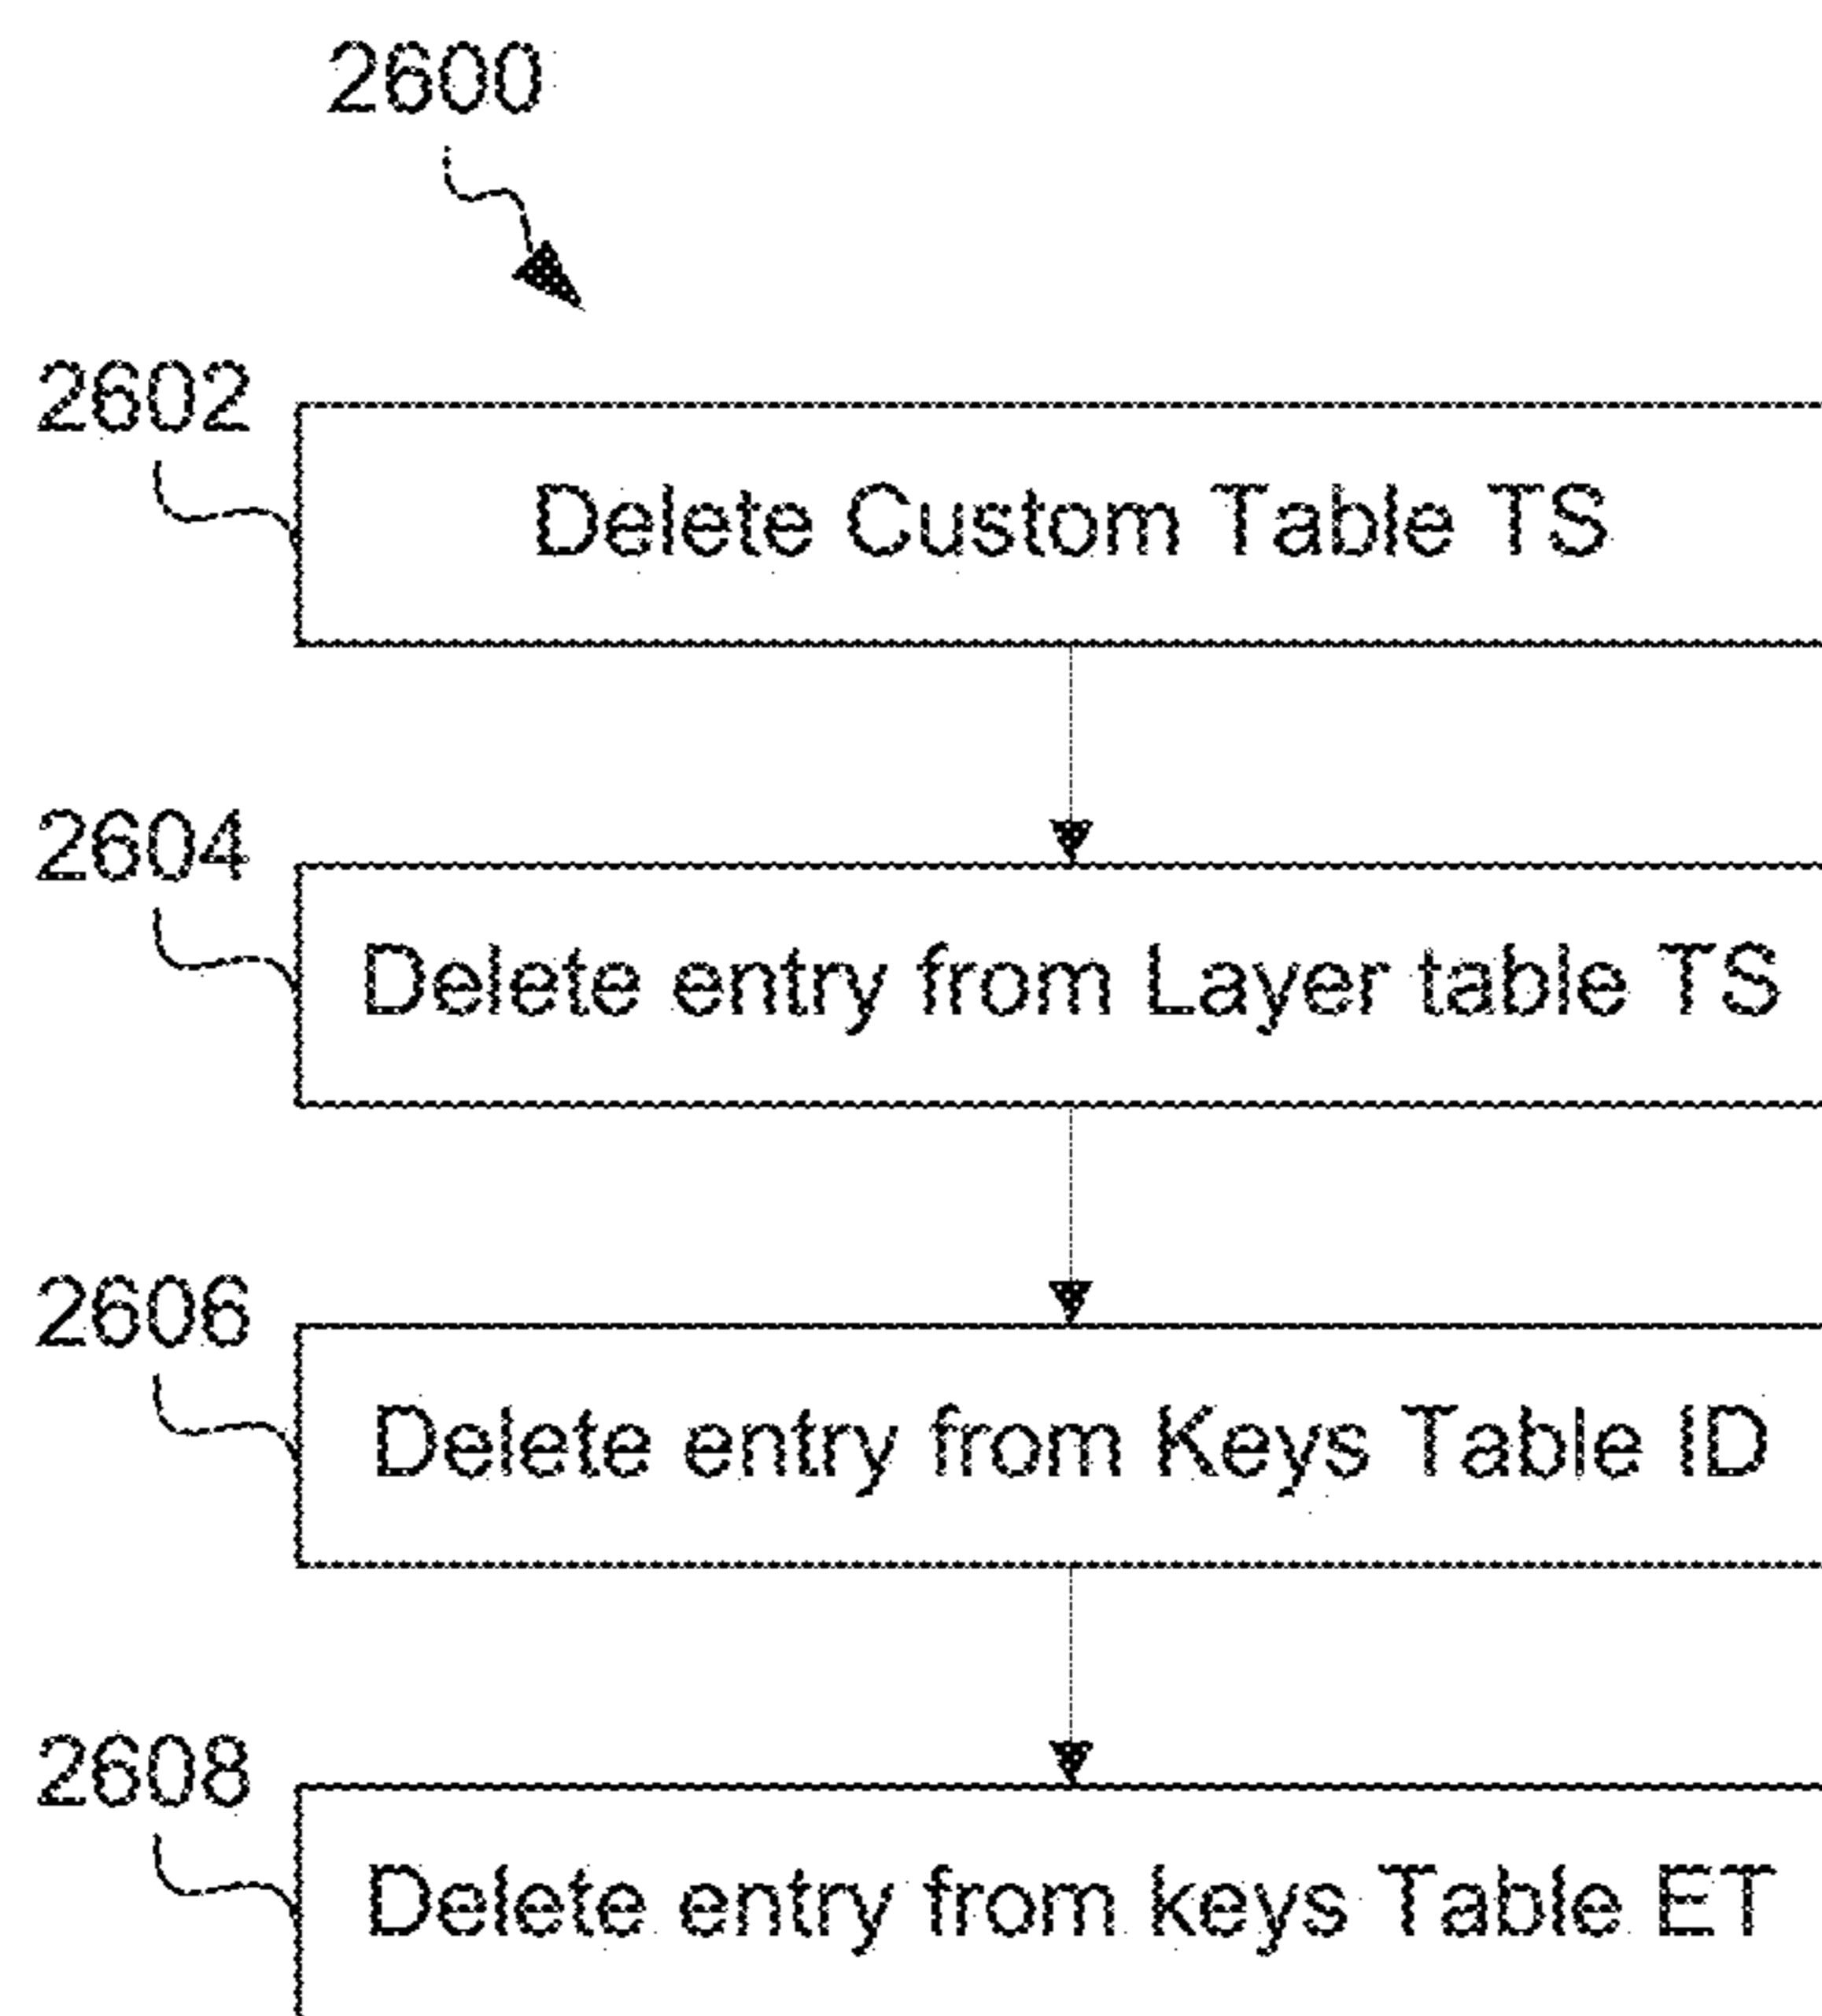 2600
2602
Delete Custom Table TS
2604
Delete entry from Layer table TS
2606
Delete entry from Keys Table ID
2608
Delete entry from keys Table ET